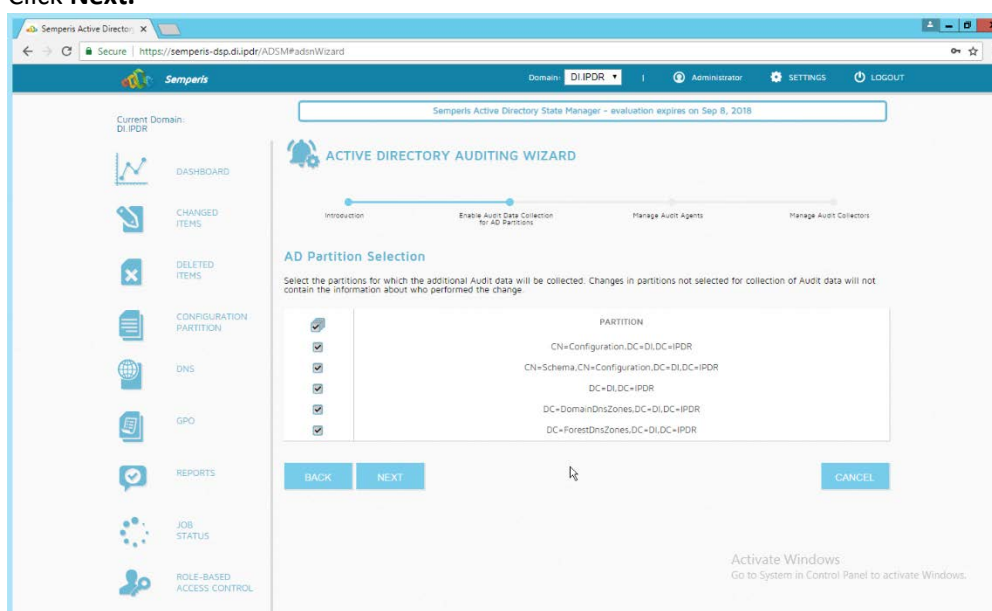 Click Next.
Semperis Active Director
Secure | https://semperis-dsp.di.ipdr/ADSM#adsnWizard
Semperis
Domain: DI.IPDR | Administrator SETTINGS LOGOUT
Current Domain:
DI.IPDR
Semperis Active Directory State Manager - evaluation expires on Sep 8, 2018
ACTIVE DIRECTORY AUDITING WIZARD
DASHBOARD
CHANGED
ITEMS
DELETED
ITEMS
CONFIGURATION
PARTITION
DNS
GPO
REPORTS
JOB
STATUS
ROLE-BASED
ACCESS CONTROL
Introduction
Enable Audit Data Collection
for AD Partitions
Manage Audit Agents
Manage Audit Collectors
AD Partition Selection
Select the partitions for which the additional Audit data will be collected. Changes in partitions not selected for collection of Audit data will not
contain the information about who performed the change.
PARTITION
CN=Configuration,DC=DI,DC=IPDR
CN=Schema,CN=Configuration,DC=DI,DC=IPDR
DC=DI,DC=IPDR
DC=DomainDnsZones,DC=DI,DC=IPDR
DC=ForestDnsZones,DC=DI,DC=IPDR
BACK NEXT CANCEL
Activate Windows
Go to System in Control Panel to activate Windows.